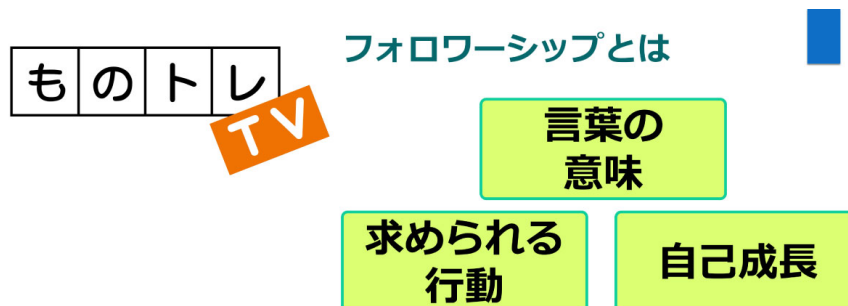 ものトレ
TV
フォロワーシップとは
言葉の
意味
求められる
行動
自己成長